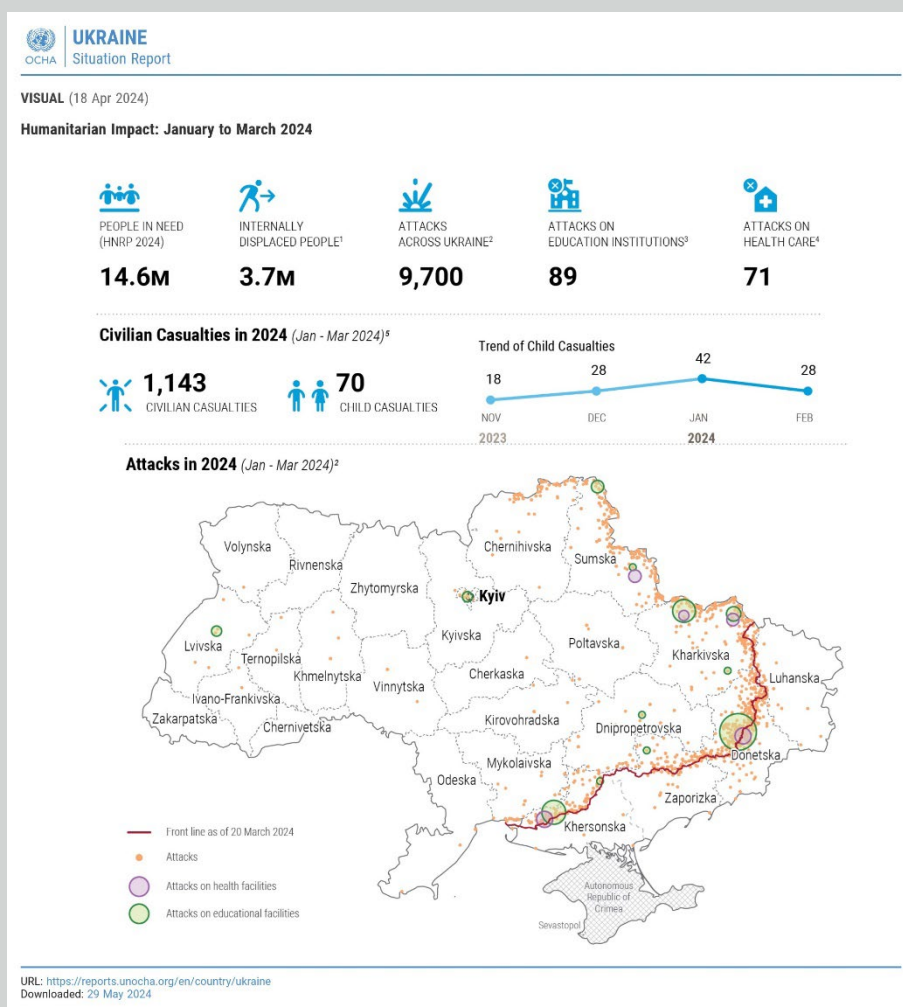 OCHA
UKRAINE
Situation Report
VISUAL (18 Apr 2024)
Humanitarian Impact: January to March 2024
PEOPLE IN NEED
(HNRP 2024)
14.6M
INTERNALLY
DISPLACED PEOPLE¹
3.7M
ATTACKS
ACROSS UKRAINE²
9,700
ATTACKS ON
EDUCATION INSTITUTIONS³
89
ATTACKS ON
HEALTH CARE⁴
71
Civilian Casualties in 2024 (Jan - Mar 2024)⁵
1,143
CIVILIAN CASUALTIES
70
CHILD CASUALTIES
Trend of Child Casualties
18
28
42
28
NOV
DEC
JAN
FEB
2023
2024
Attacks in 2024 (Jan - Mar 2024)²
Volynska
Rivnenska
Zhytomyrska
Chernihivska
Sumska
Kyiv
Kyivska
Lvivska
Ternopilska
Khmelnytska
Vinnytska
Cherkaska
Poltavska
Kharkivska
Luhanska
Ivano-Frankivska
Zakarpatska
Chernivetska
Kirovohradska
Dnipropetrovska
Donetska
Mykolaivska
Odeska
Zaporizka
Khersonska
Autonomous
Republic of
Crimea
Sevastopol
Front line as of 20 March 2024
Attacks
Attacks on health facilities
Attacks on educational facilities
URL: https://reports.unocha.org/en/country/ukraine
Downloaded: 29 May 2024